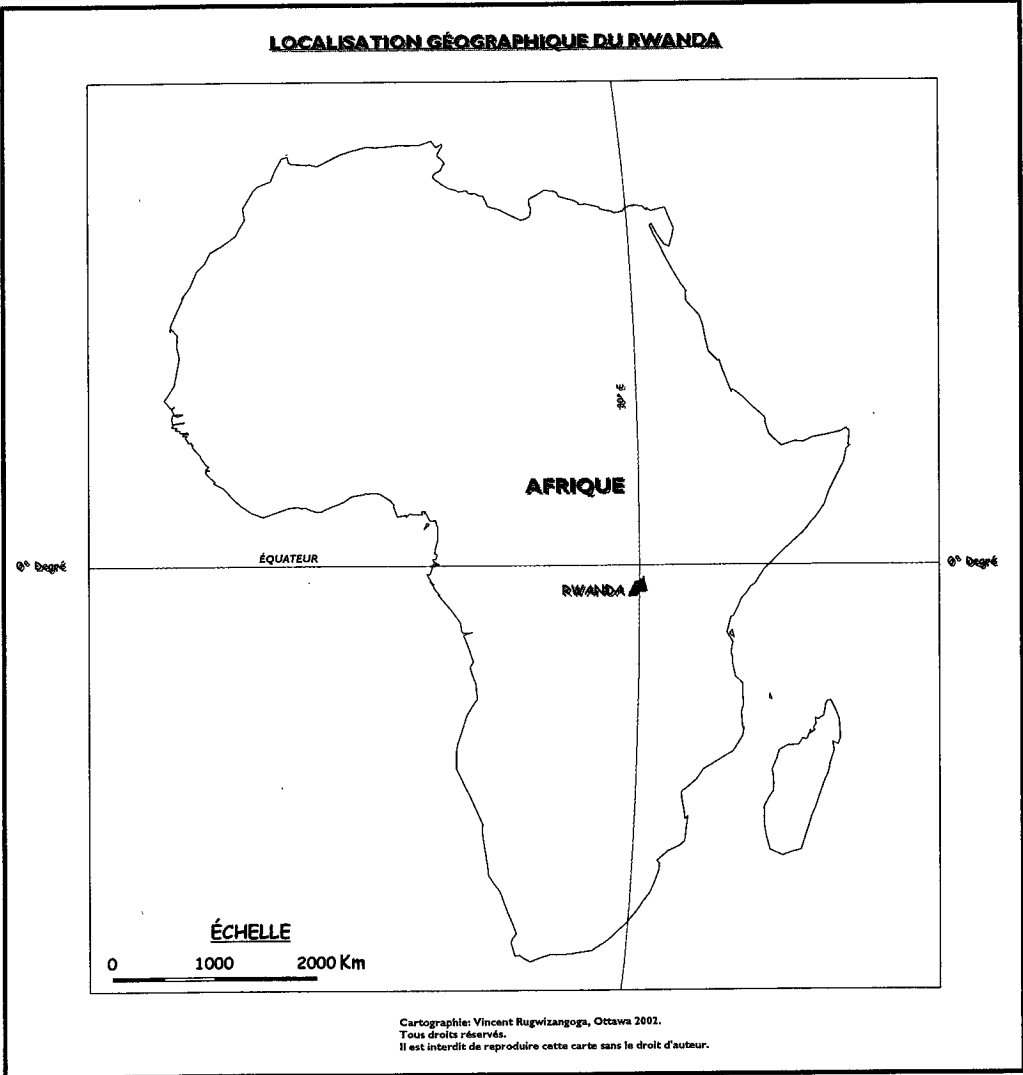 LOCALISATION GÉOGRAPHIQUE DU RWANDA
30° E
AFRIQUE
ÉQUATEUR
0° Degré
0° Degré
RWANDA
ÉCHELLE
0 1000 2000 Km
Cartographie: Vincent Rugwizangoga, Ottawa 2002.
Tous droits réservés.
Il est interdit de reproduire cette carte sans le droit d'auteur.